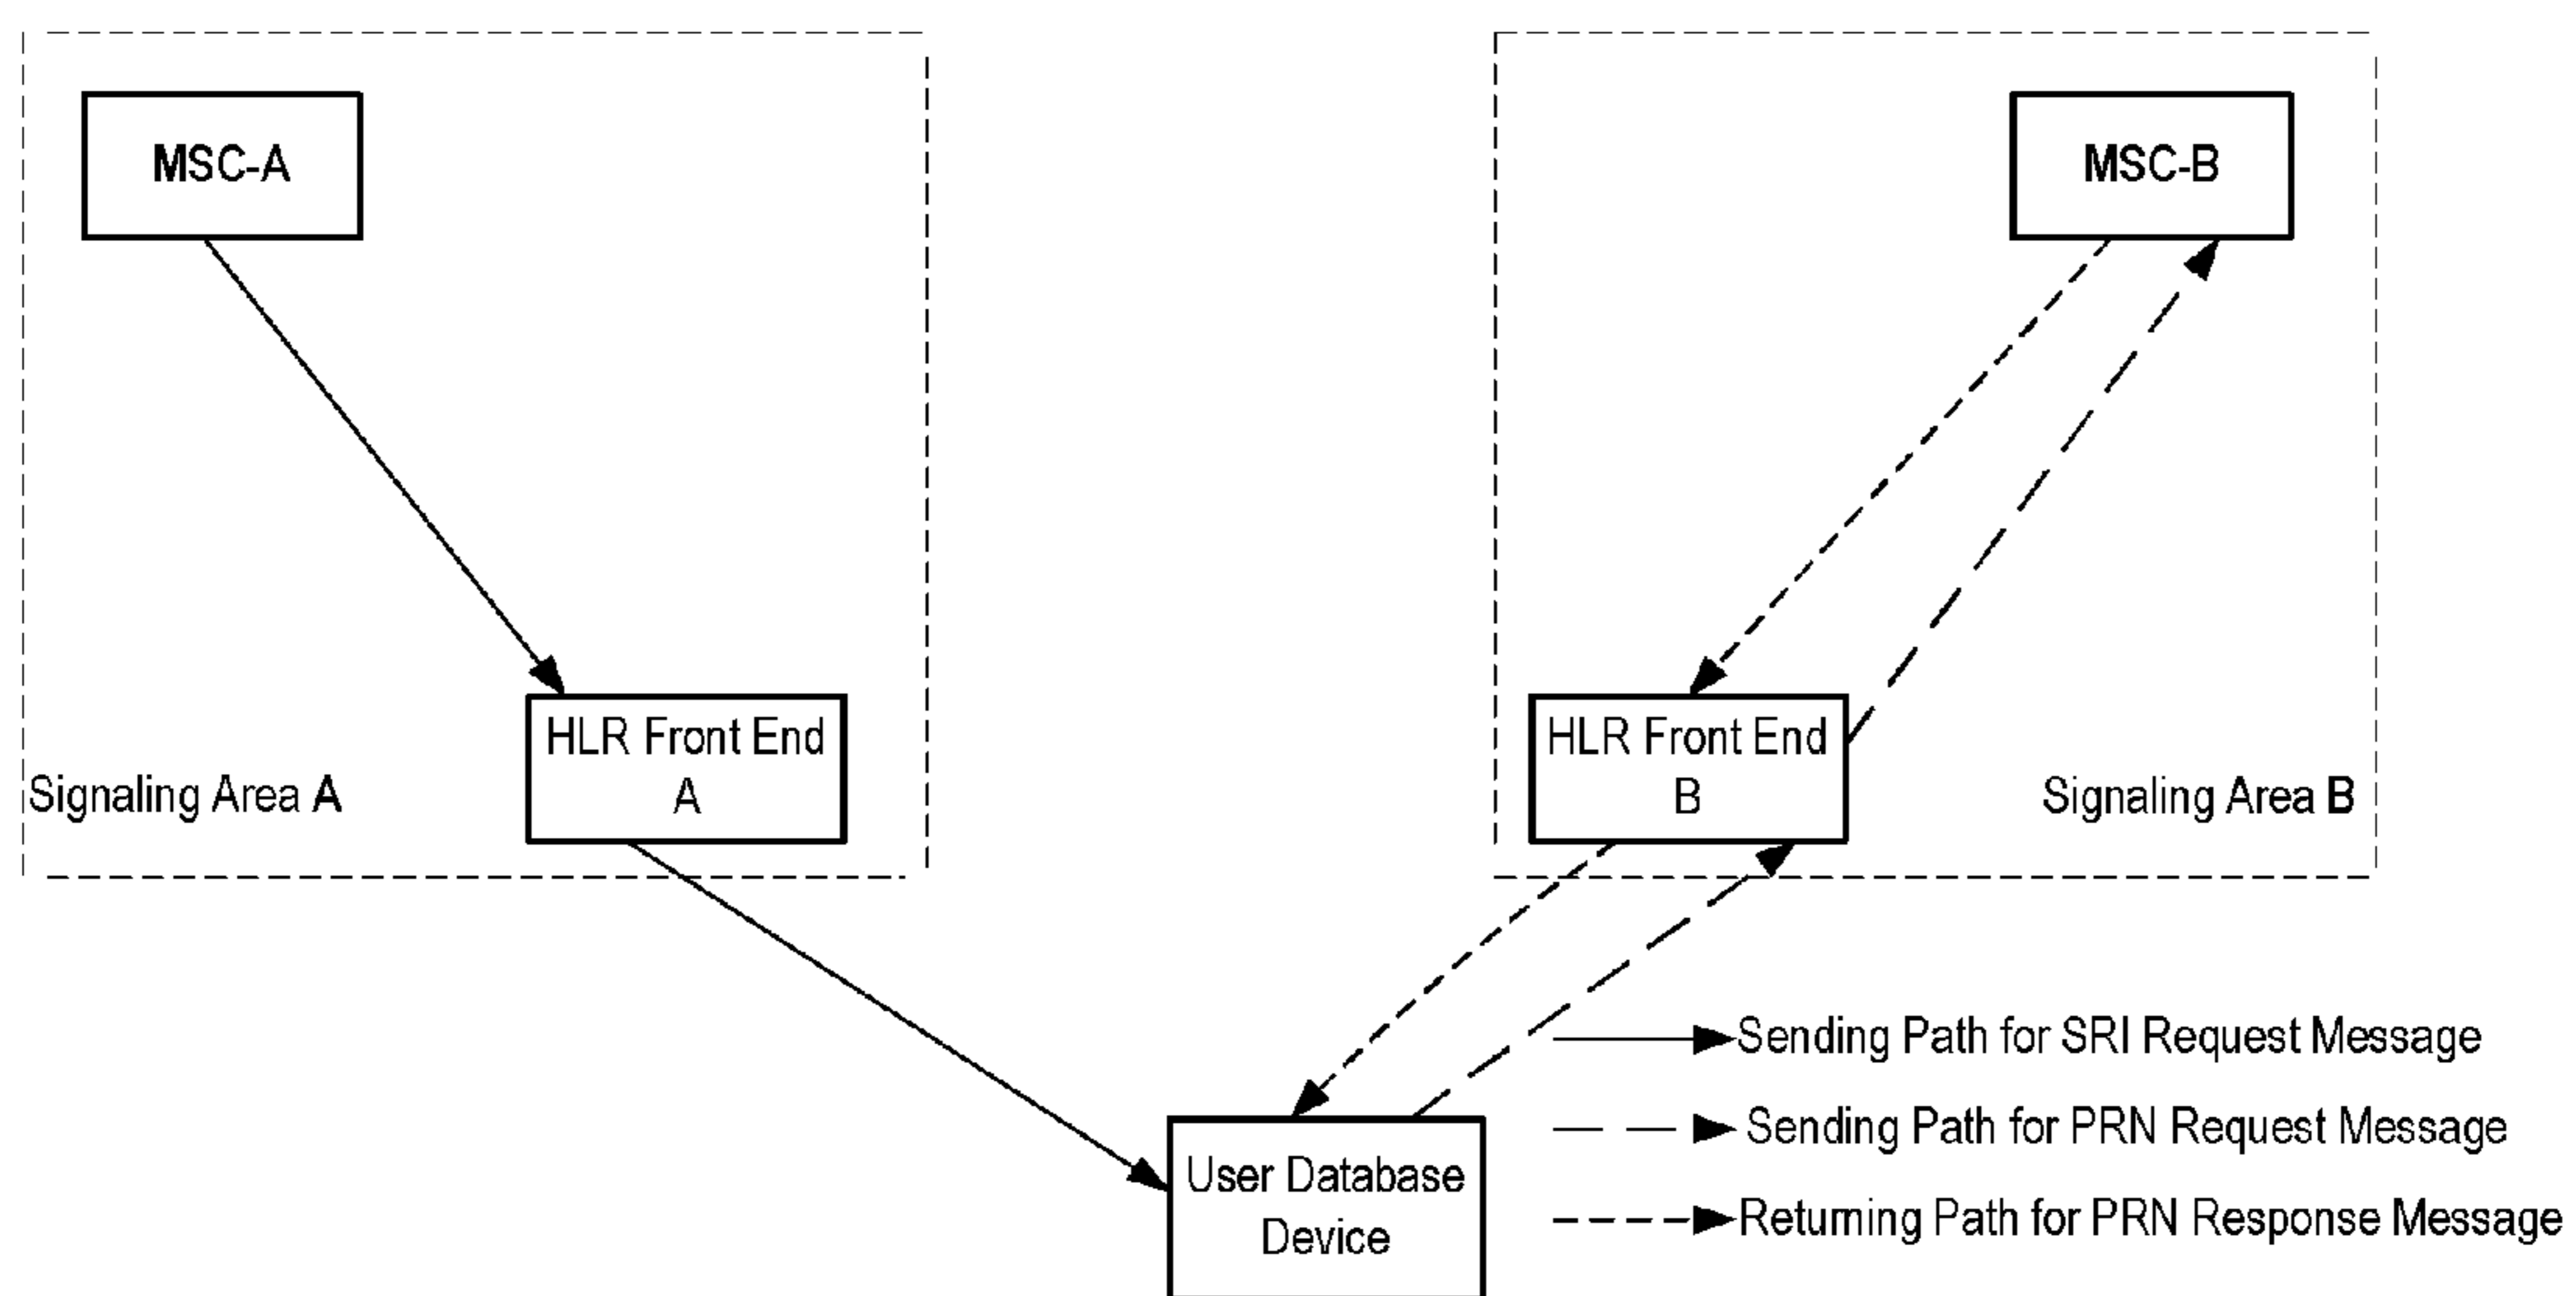 MSC-A
MSC-B
HLR Front End
A
HLR Front End
B
Signaling Area A
Signaling Area B
User Database
Device
Sending Path for SRI Request Message
Sending Path for PRN Request Message
Returning Path for PRN Response Message